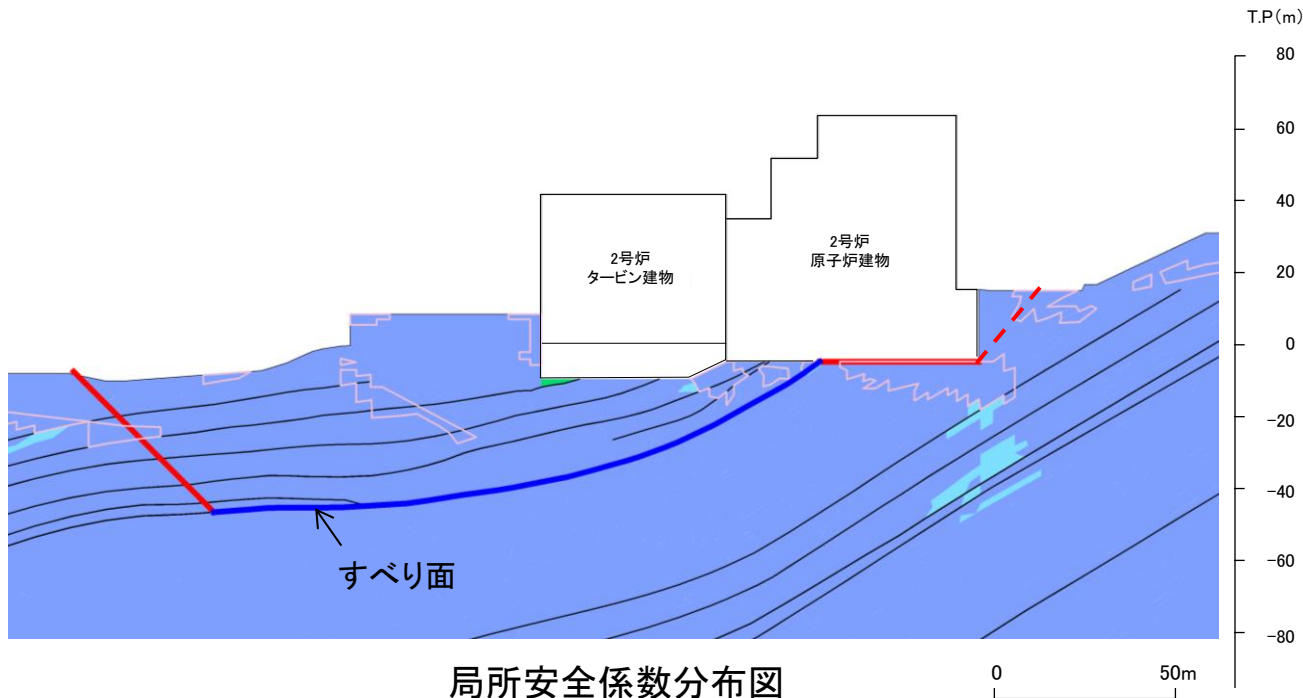 T.P(m)
80
60
40
20
0
-20
-40
-60
-80
2号炉
タービン建物
2号炉
原子炉建物
すべり面
局所安全係数分布図
0
50m